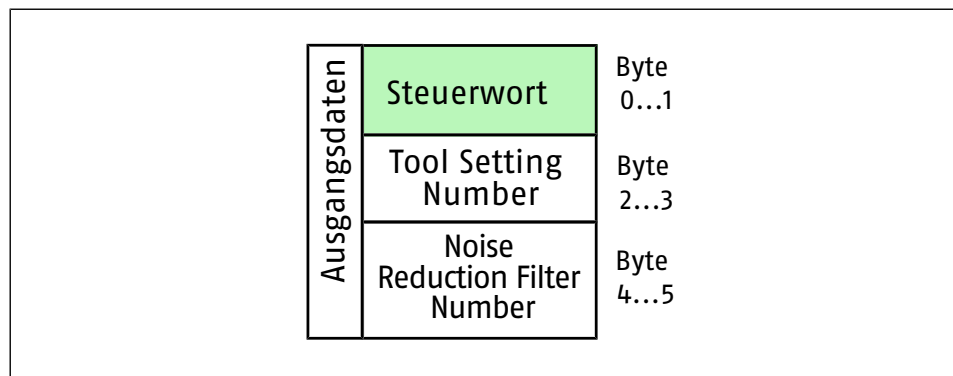 Ausgangsdaten
Steuerwort
Byte
0...1
Tool Setting
Number
Byte
2...3
Noise
Reduction Filter
Number
Byte
4...5